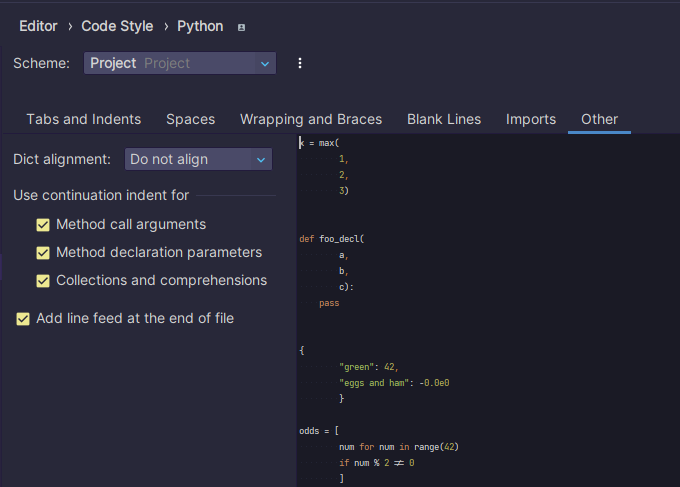 Editor › Code Style › Python
Scheme: Project Project
Tabs and Indents Spaces Wrapping and Braces Blank Lines Imports Other
Dict alignment: Do not align
Use continuation indent for
Method call arguments
Method declaration parameters
Collections and comprehensions
Add line feed at the end of file
x = max(
1,
2,
3)
def foo_decl(
a,
b,
c):
pass
{
"green": 42,
"eggs and ham": -0.0e0
}
odds = [
num for num in range(42)
if num % 2 ≠ 0
]